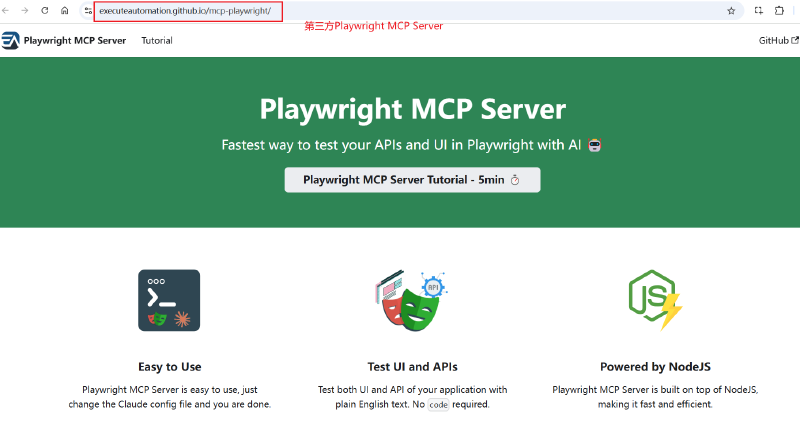 executeautomation.github.io/mcp-playwright/
第三方Playwright MCP Server
Playwright MCP Server
Tutorial
GitHub
Playwright MCP Server
Fastest way to test your APIs and UI in Playwright with AI 🤖
Playwright MCP Server Tutorial - 5min ⏱
API
JS
Easy to Use
Playwright MCP Server is easy to use, just
change the Claude config file and you are done.
Test UI and APIs
Test both UI and API of your application with
plain English text. No code required.
Powered by NodeJS
Playwright MCP Server is built on top of NodeJS,
making it fast and efficient.